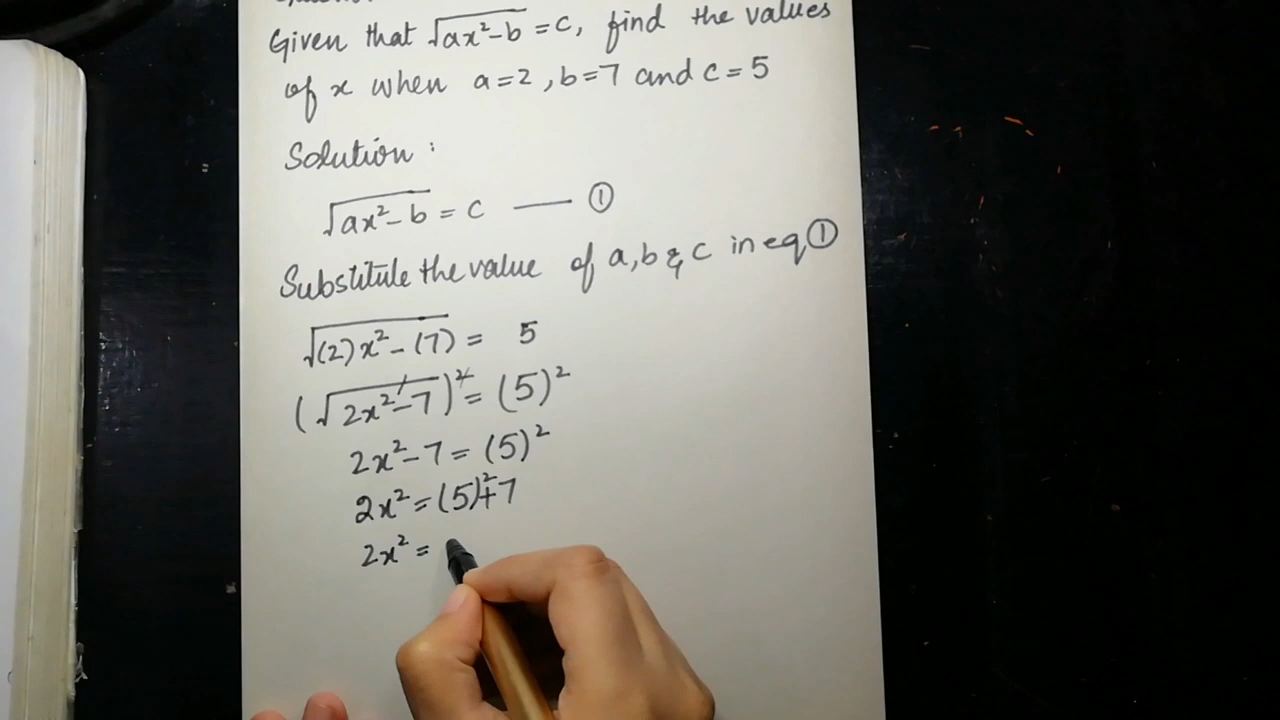 Given that √ax²-b = c, find the values
of x when a=2, b=7 and c=5
Solution:
√ax²-b = c —— ①
Substitute the value of a,b & c in eq ①
√(2)x²-(7) = 5
(√2x²-7)² = (5)²
2x²-7 = (5)²
2x² = (5)²+7
2x² =